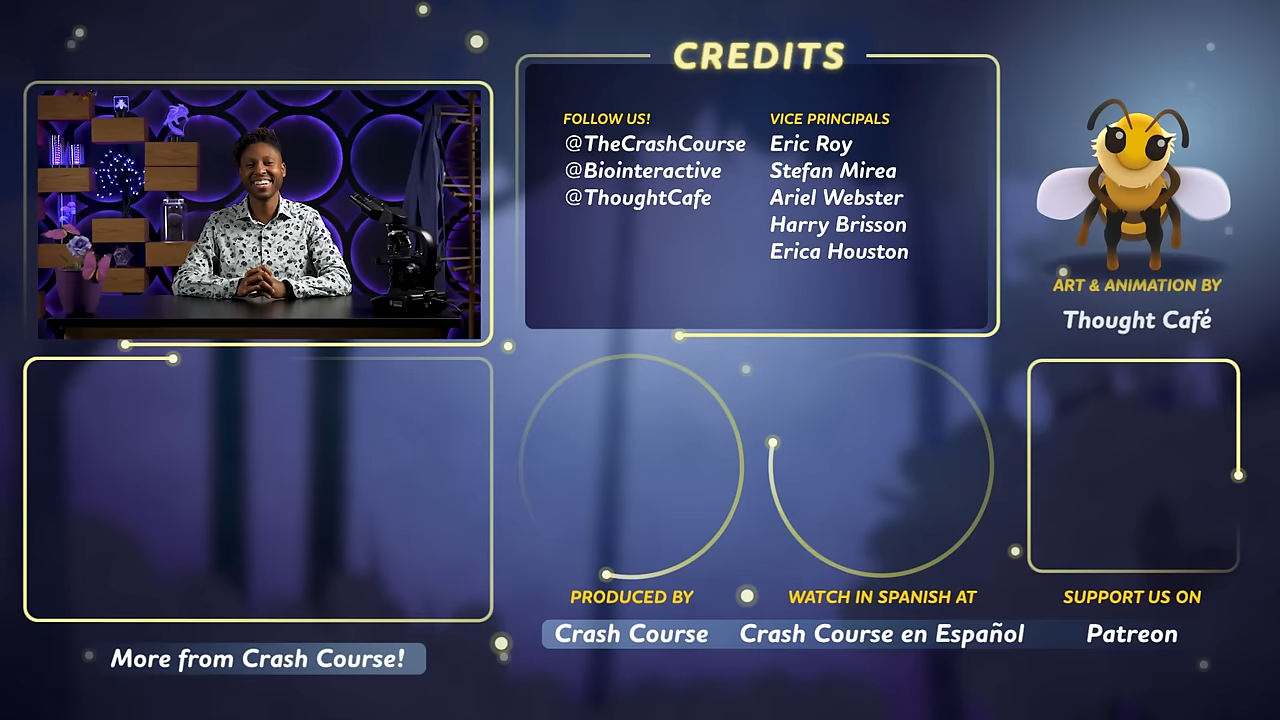 CREDITS
FOLLOW US!
@TheCrashCourse
@Biointeractive
@ThoughtCafe
VICE PRINCIPALS
Eric Roy
Stefan Mirea
Ariel Webster
Harry Brisson
Erica Houston
ART & ANIMATION BY
Thought Café
PRODUCED BY
Crash Course
WATCH IN SPANISH AT
Crash Course en Español
SUPPORT US ON
Patreon
More from Crash Course!